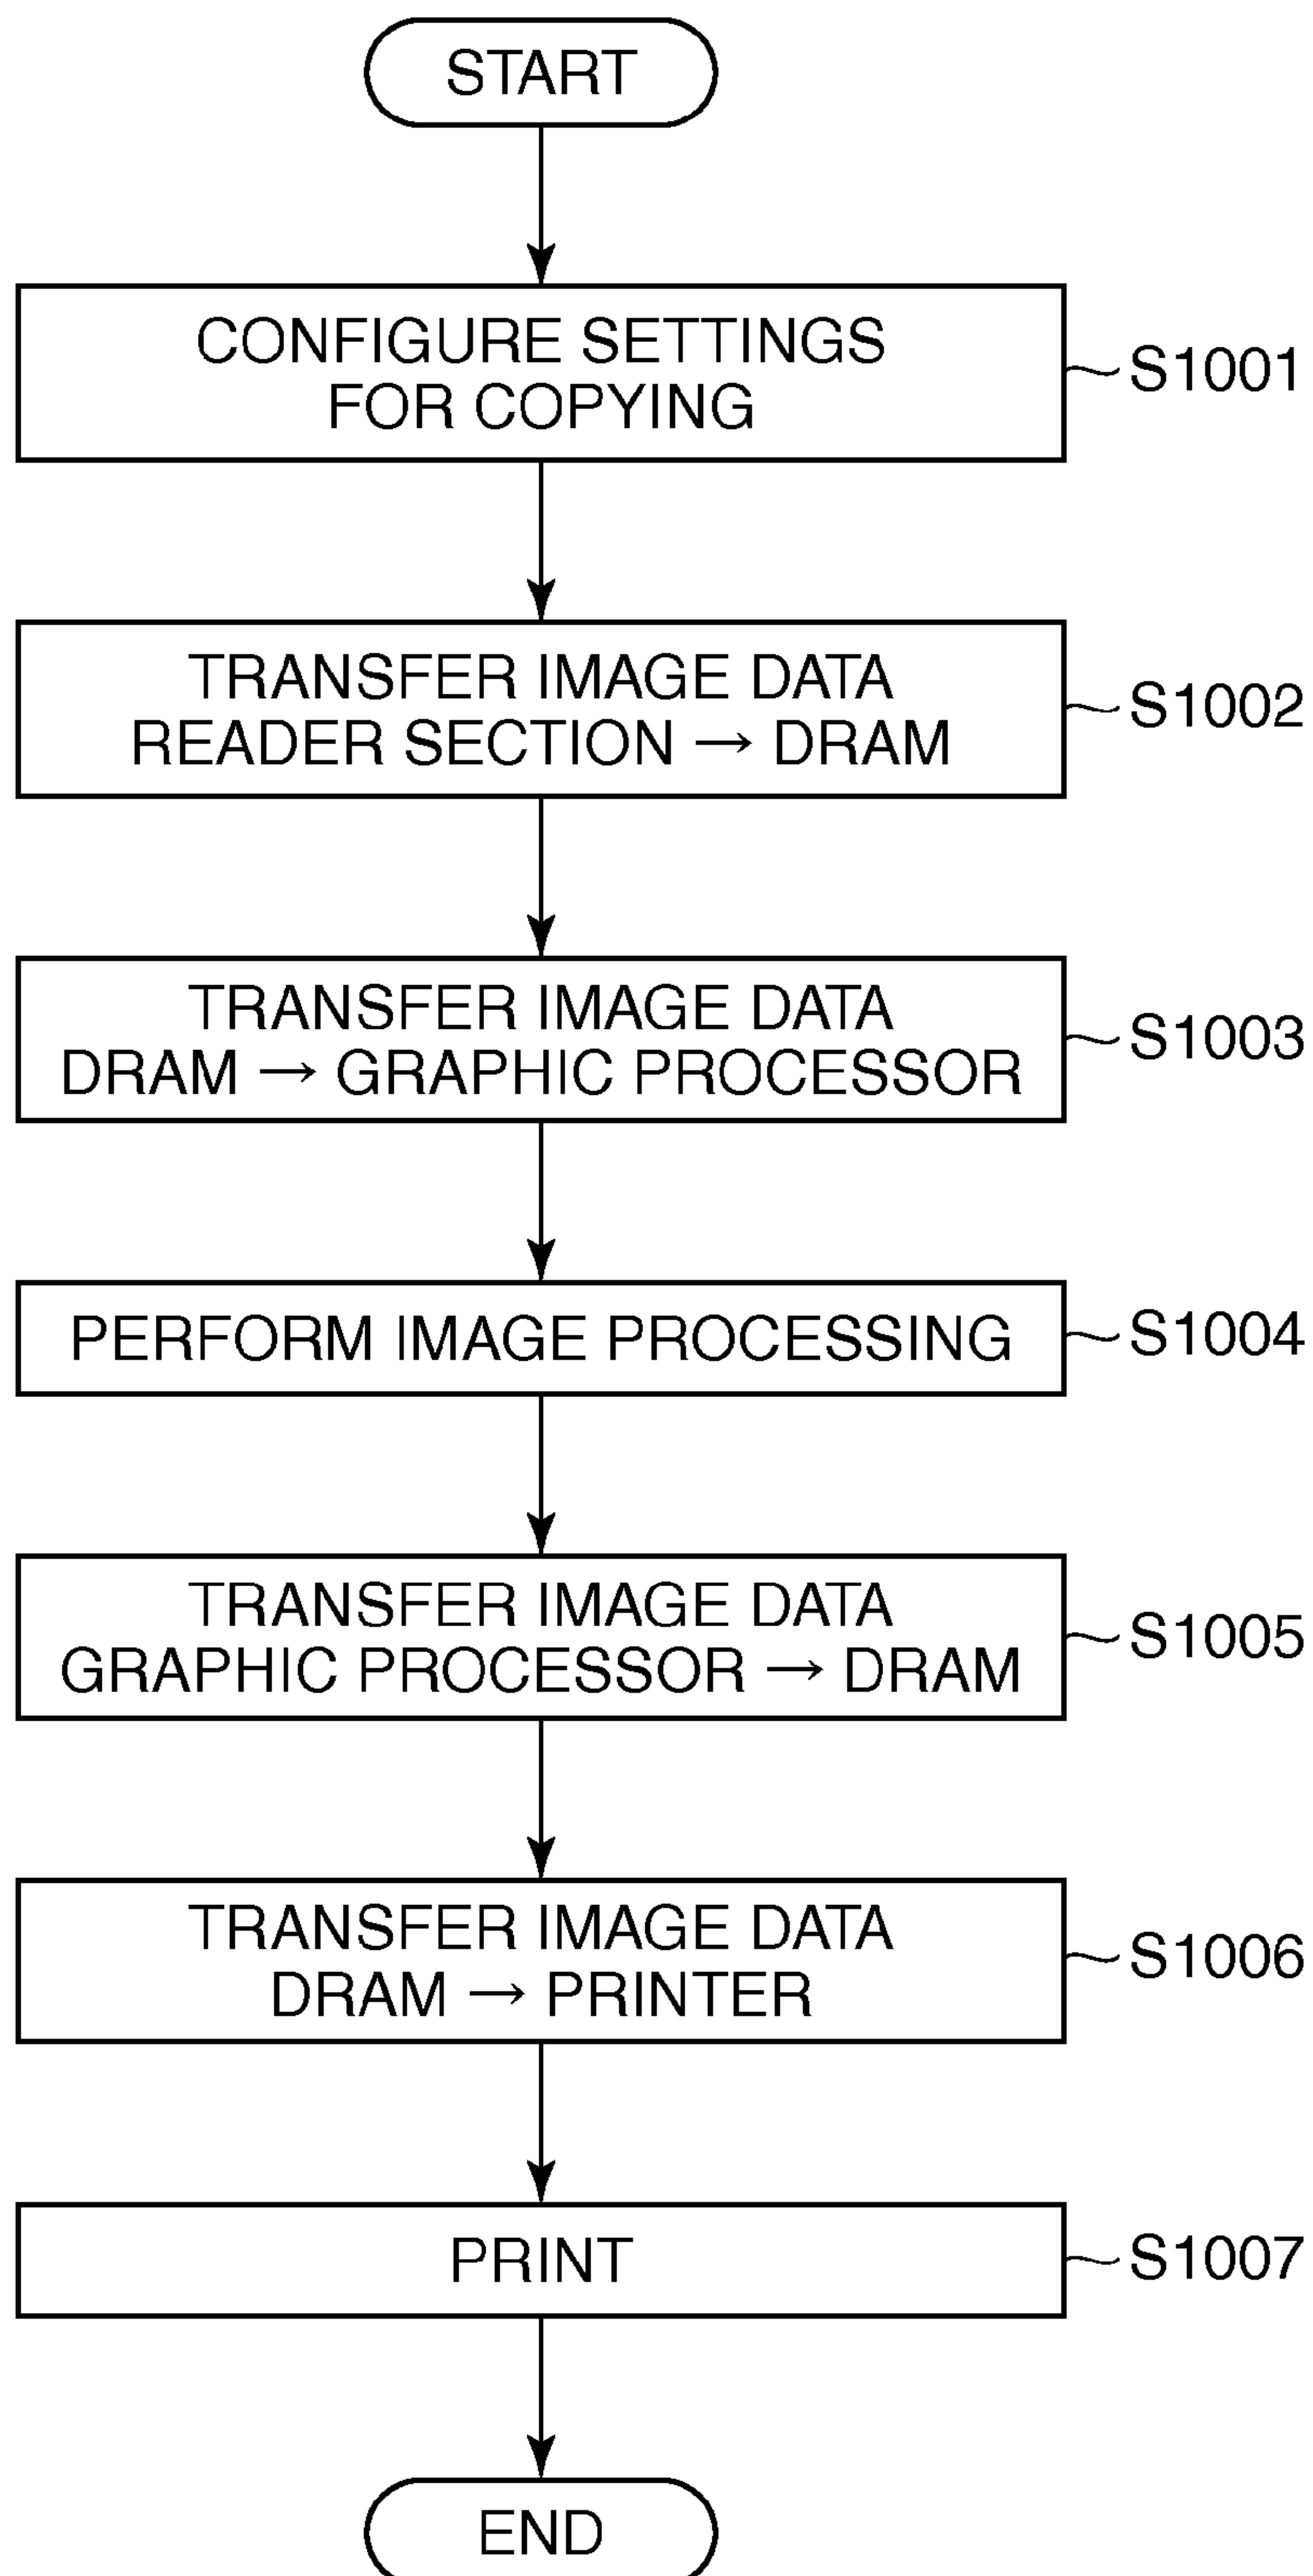 START
CONFIGURE SETTINGS
FOR COPYING
S1001
TRANSFER IMAGE DATA
READER SECTION → DRAM
S1002
TRANSFER IMAGE DATA
DRAM → GRAPHIC PROCESSOR
S1003
PERFORM IMAGE PROCESSING
S1004
TRANSFER IMAGE DATA
GRAPHIC PROCESSOR → DRAM
S1005
TRANSFER IMAGE DATA
DRAM → PRINTER
S1006
PRINT
S1007
END